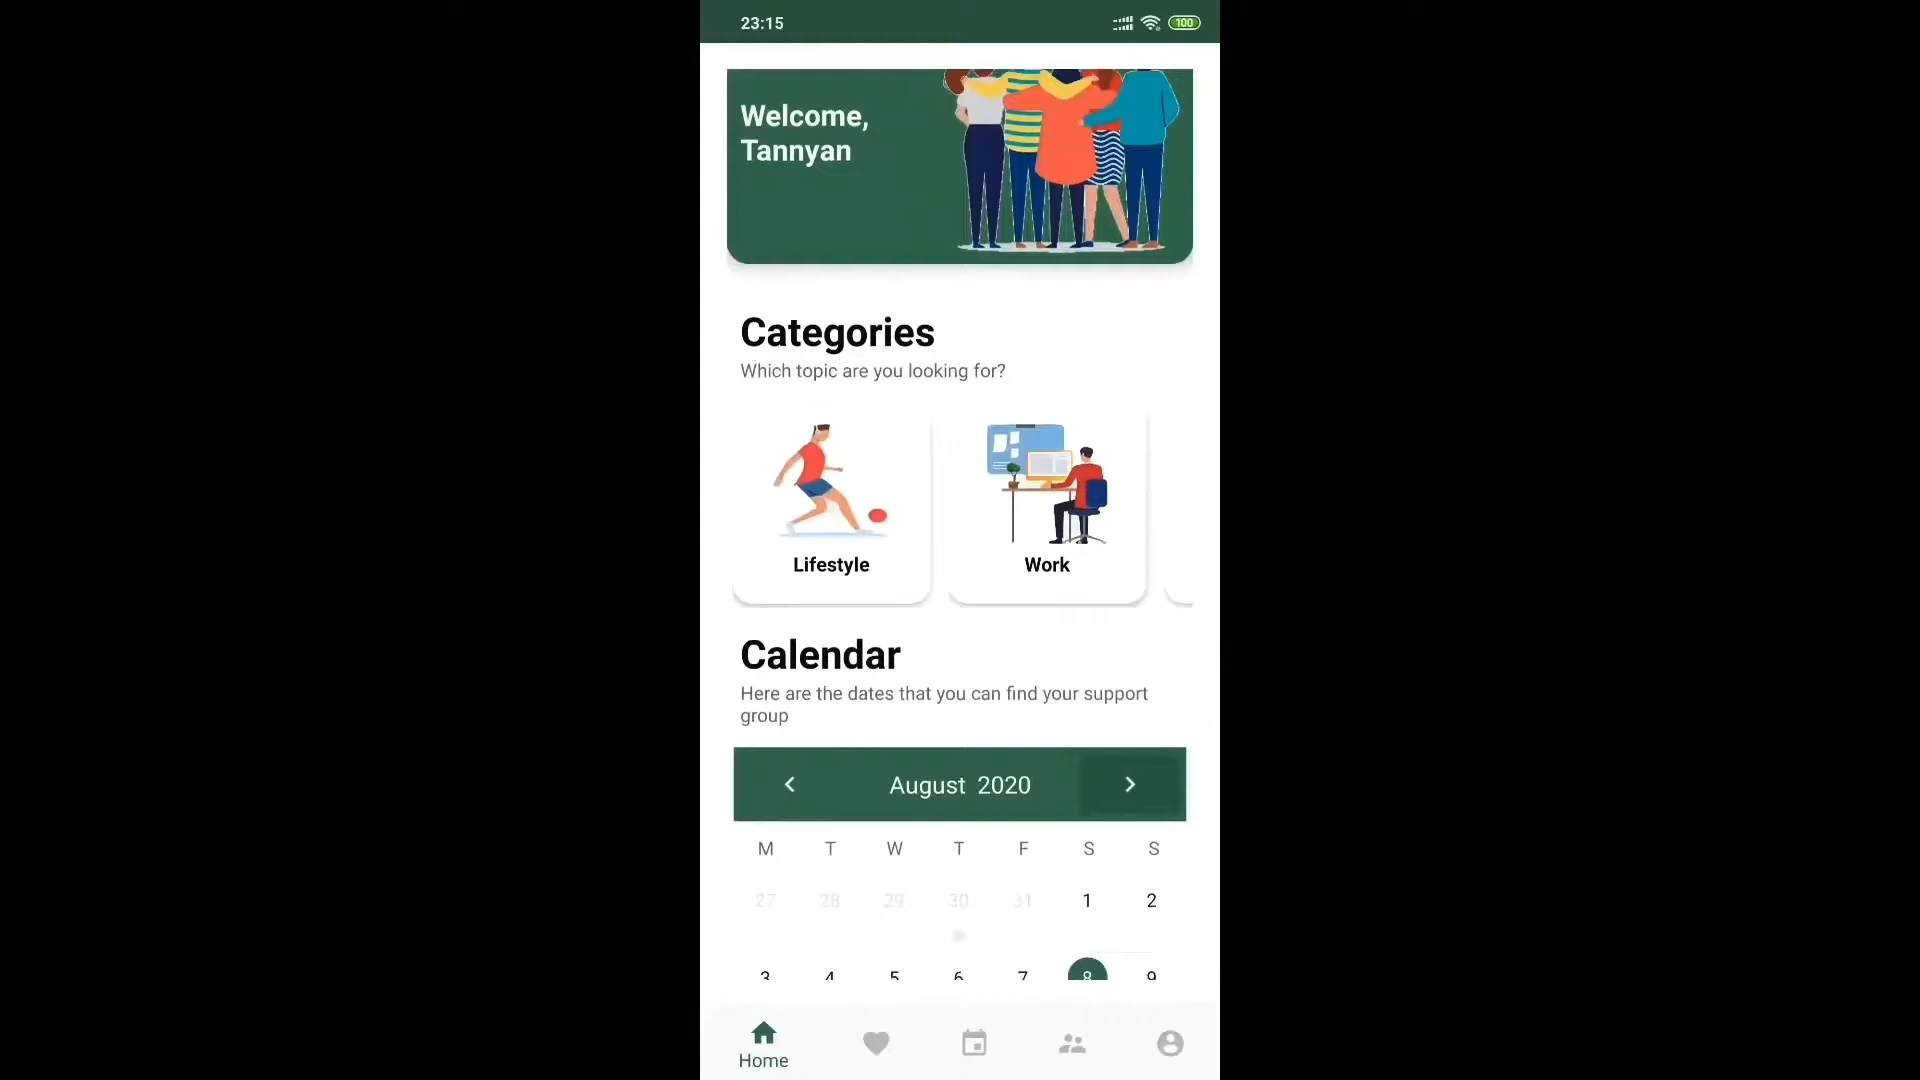 23:15
100
Welcome,
Tannyan
Categories
Which topic are you looking for?
Lifestyle
Work
Calendar
Here are the dates that you can find your support
group
August 2020
M T W T F S S
27 28 29 30 31 1 2
3 4 5 6 7 8 9
Home